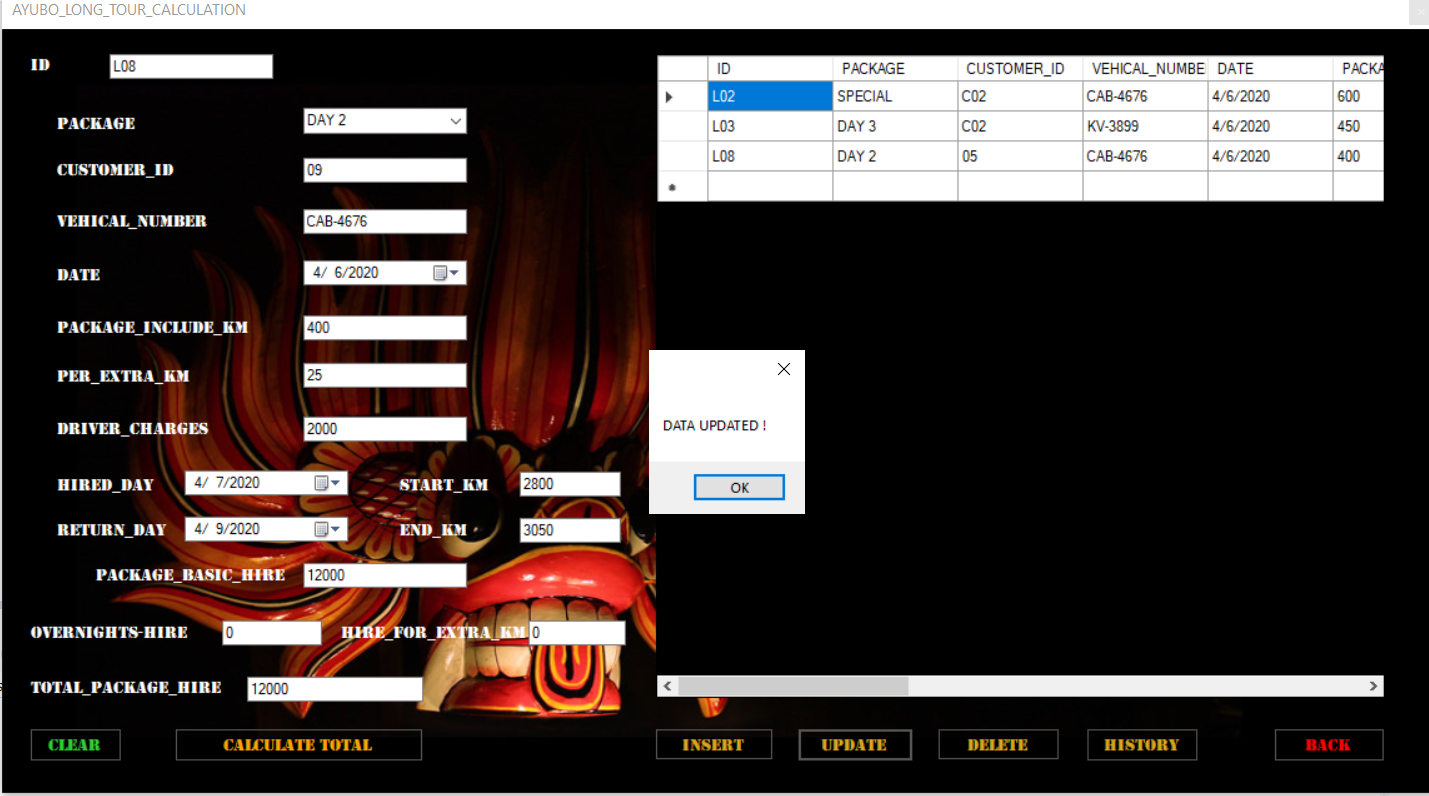 AYUBO_LONG_TOUR_CALCULATION
ID L08
PACKAGE DAY 2
CUSTOMER_ID 09
VEHICAL_NUMBER CAB-4676
DATE 4/ 6/2020
PACKAGE_INCLUDE_KM 400
PER_EXTRA_KM 25
DRIVER_CHARGES 2000
HIRED_DAY 4/ 7/2020 START_KM 2800
RETURN_DAY 4/ 9/2020 END_KM 3050
PACKAGE_BASIC_HIRE 12000
OVERNIGHTS-HIRE 0 HIRE_FOR_EXTRA_KM 0
TOTAL_PACKAGE_HIRE 12000
CLEAR CALCULATE TOTAL
ID PACKAGE CUSTOMER_ID VEHICAL_NUMBE DATE PACKA
L02 SPECIAL C02 CAB-4676 4/6/2020 600
L03 DAY 3 C02 KV-3899 4/6/2020 450
L08 DAY 2 05 CAB-4676 4/6/2020 400
DATA UPDATED !
OK
INSERT UPDATE DELETE HISTORY BACK